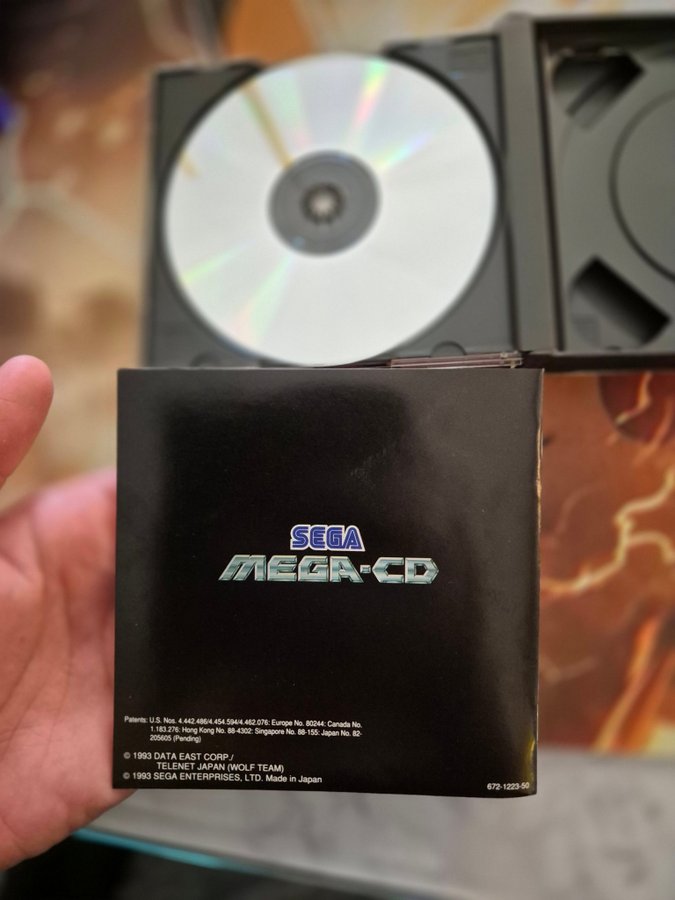 SEGA
MEGA-CD
Patents: U.S. Nos. 4.442.486/4.454.594/4.462.076: Europe No. 80244: Canada No.
1.183.276: Hong Kong No. 88-4302: Singapore No. 88-155: Japan No. 82-
205605 (Pending)
© 1993 DATA EAST CORP./
TELENET JAPAN (WOLF TEAM)
© 1993 SEGA ENTERPRISES, LTD. Made in Japan
672-1223-50